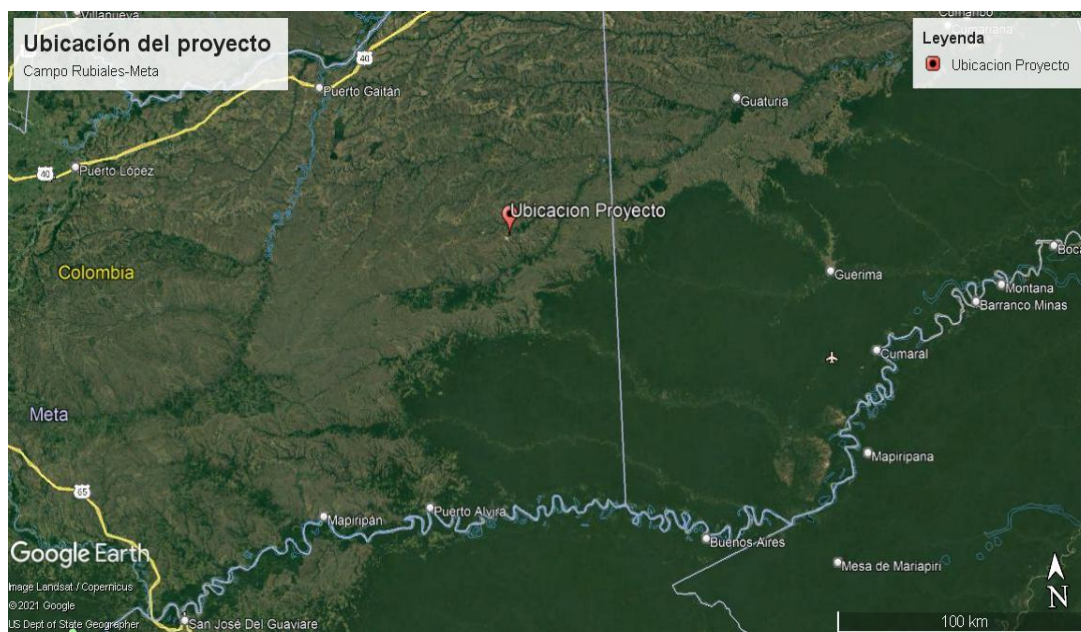 Villanueva
Ubicación del proyecto
Campo Rubiales-Meta
Cumaribo
Leyenda
Ubicacion Proyecto
40
Puerto Gaitán
Guaturia
40
Puerto López
Ubicacion Proyecto
Colombia
Boca
Guerima
Montana
Barranco Minas
Cumaral
Meta
Mapiripana
65
Mapiripán
Puerto Alvira
Buenos Aires
Google Earth
Mesa de Mariapiri
Image Landsat / Copernicus
©2021 Google
N
US Dept of State Geographer
San José Del Guaviare
100 km